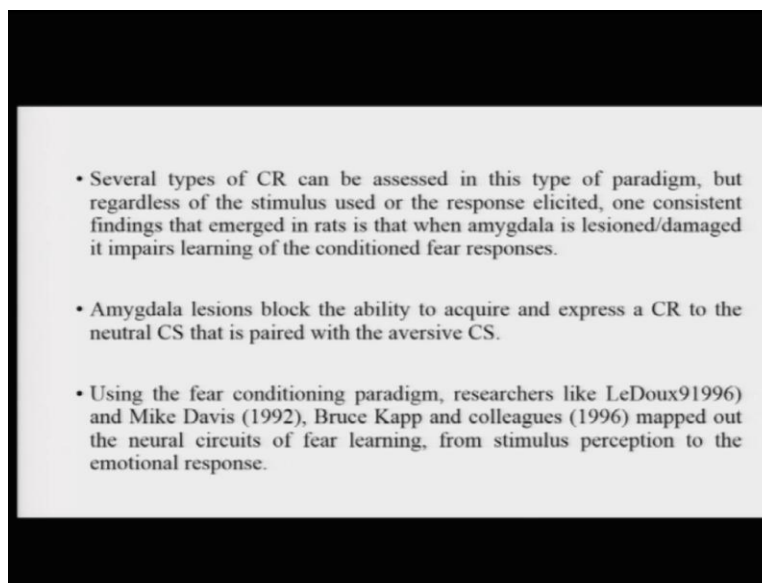 • Several types of CR can be assessed in this type of paradigm, but
regardless of the stimulus used or the response elicited, one consistent
findings that emerged in rats is that when amygdala is lesioned/damaged
it impairs learning of the conditioned fear responses.
• Amygdala lesions block the ability to acquire and express a CR to the
neutral CS that is paired with the aversive CS.
• Using the fear conditioning paradigm, researchers like LeDoux91996)
and Mike Davis (1992), Bruce Kapp and colleagues (1996) mapped out
the neural circuits of fear learning, from stimulus perception to the
emotional response.